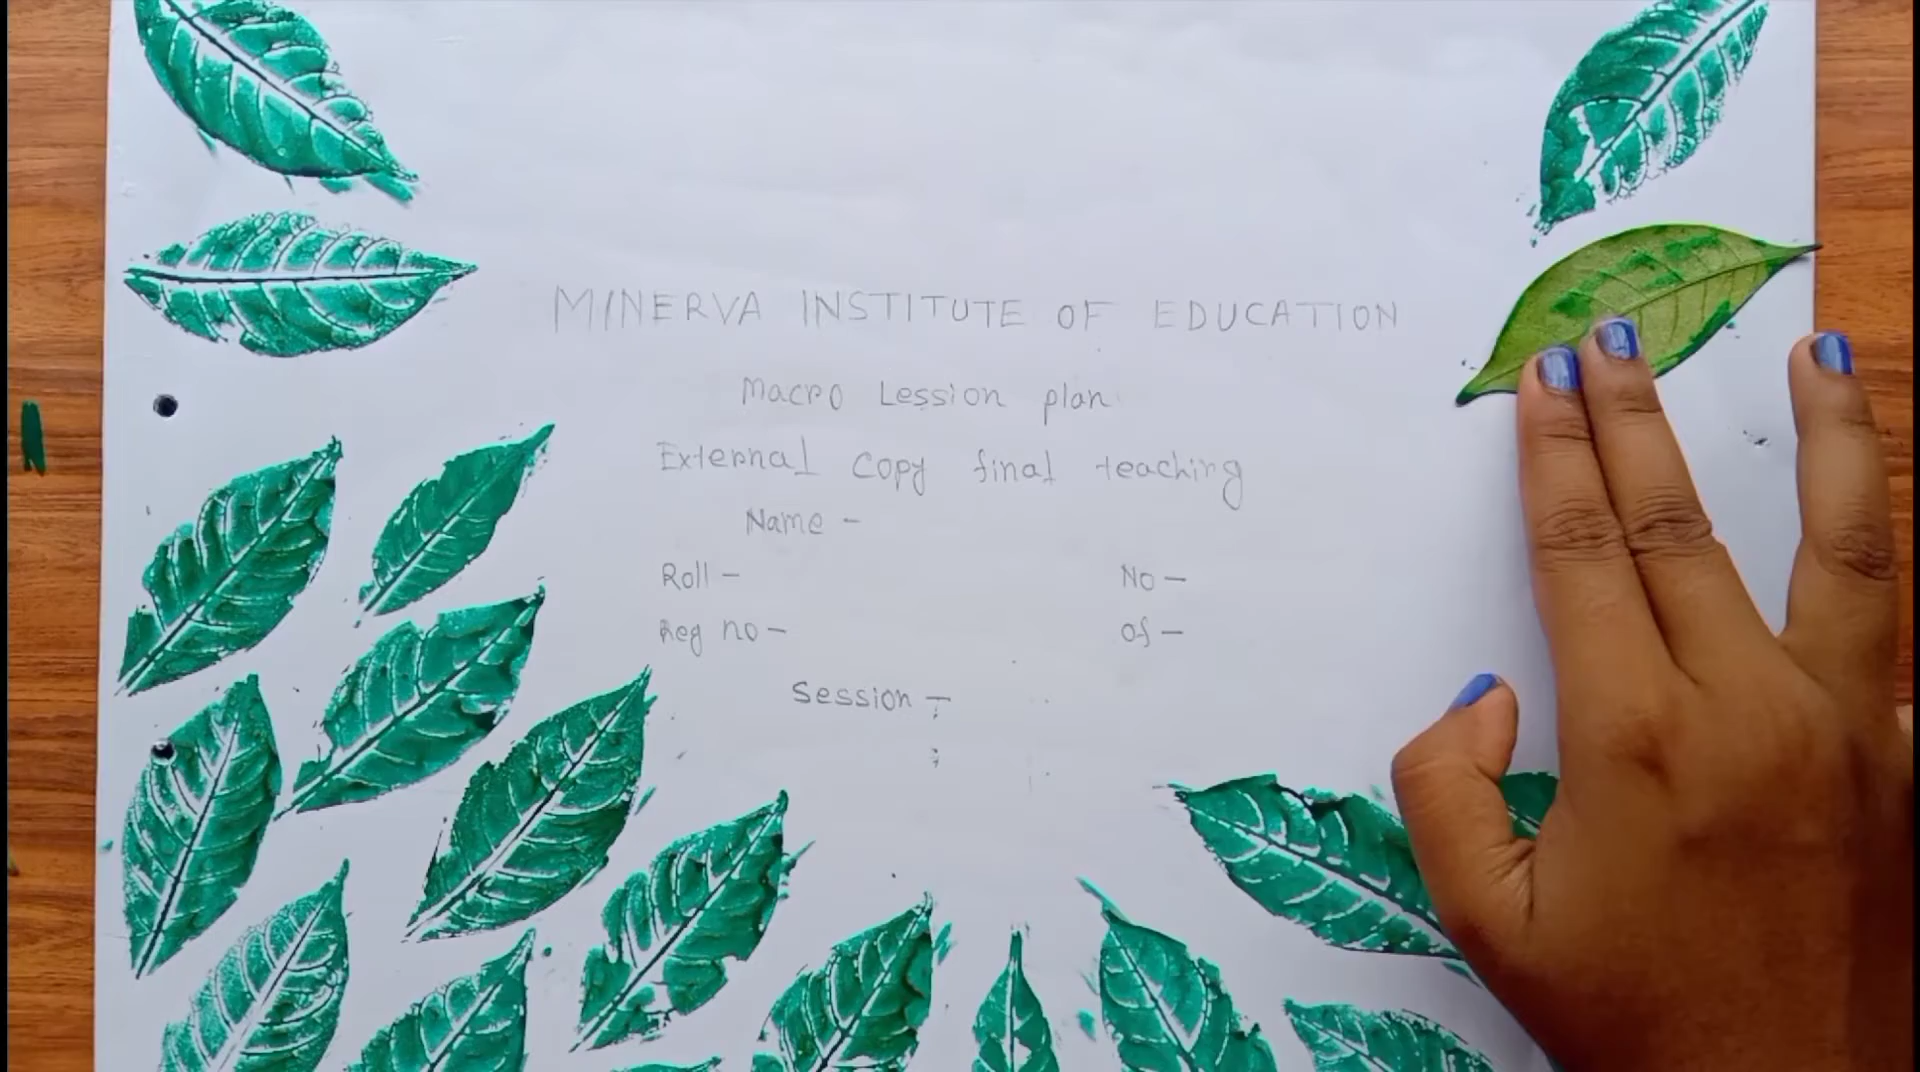 MINERVA INSTITUTE OF EDUCATION
Macro Lession plan
External Copy final teaching
Name -
Roll - No -
Reg no - Of -
Session -